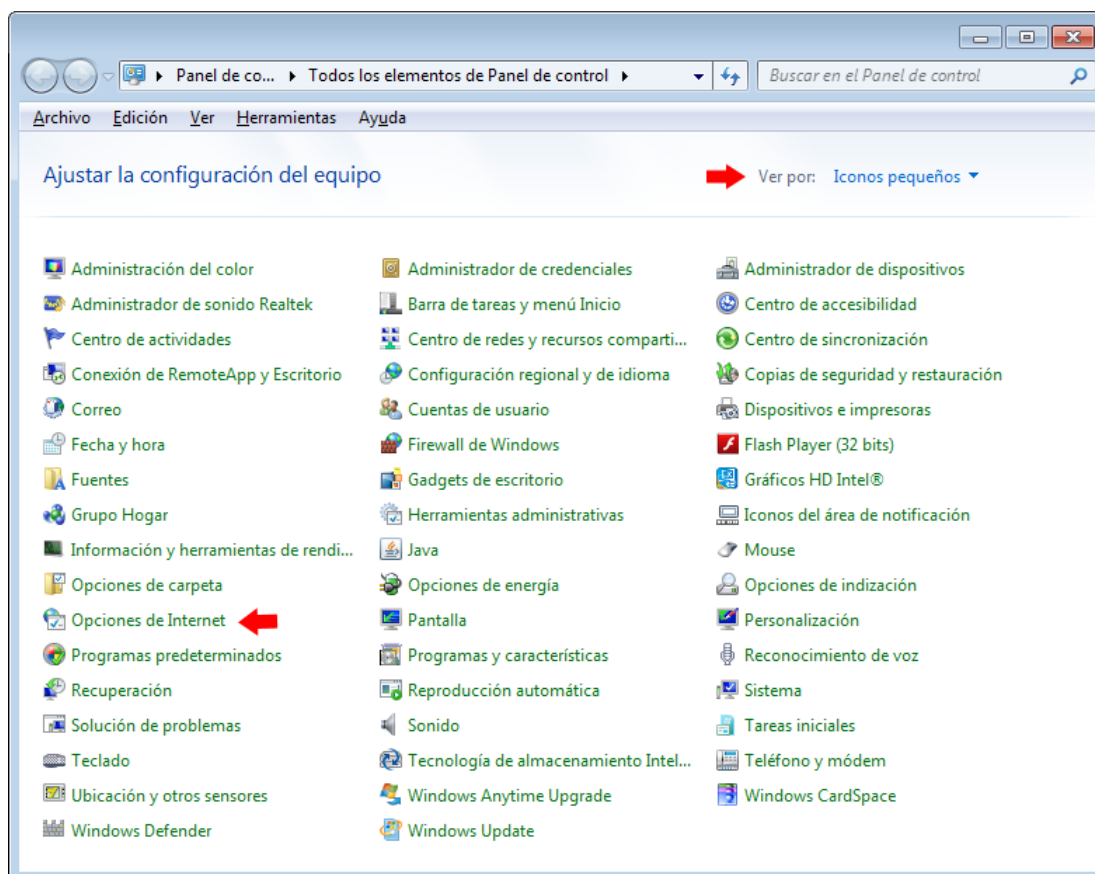 Panel de co... Todos los elementos de Panel de control Buscar en el Panel de control
Archivo Edición Ver Herramientas Ayuda
Ajustar la configuración del equipo Ver por: Iconos pequeños
Administración del color Administrador de credenciales Administrador de dispositivos
Administrador de sonido Realtek Barra de tareas y menú Inicio Centro de accesibilidad
Centro de actividades Centro de redes y recursos comparti... Centro de sincronización
Conexión de RemoteApp y Escritorio Configuración regional y de idioma Copias de seguridad y restauración
Correo Cuentas de usuario Dispositivos e impresoras
Fecha y hora Firewall de Windows Flash Player (32 bits)
Fuentes Gadgets de escritorio Gráficos HD Intel®
Grupo Hogar Herramientas administrativas Iconos del área de notificación
Información y herramientas de rendi... Java Mouse
Opciones de carpeta Opciones de energía Opciones de indización
Opciones de Internet Pantalla Personalización
Programas predeterminados Programas y características Reconocimiento de voz
Recuperación Reproducción automática Sistema
Solución de problemas Sonido Tareas iniciales
Teclado Tecnología de almacenamiento Intel... Teléfono y módem
Ubicación y otros sensores Windows Anytime Upgrade Windows CardSpace
Windows Defender Windows Update